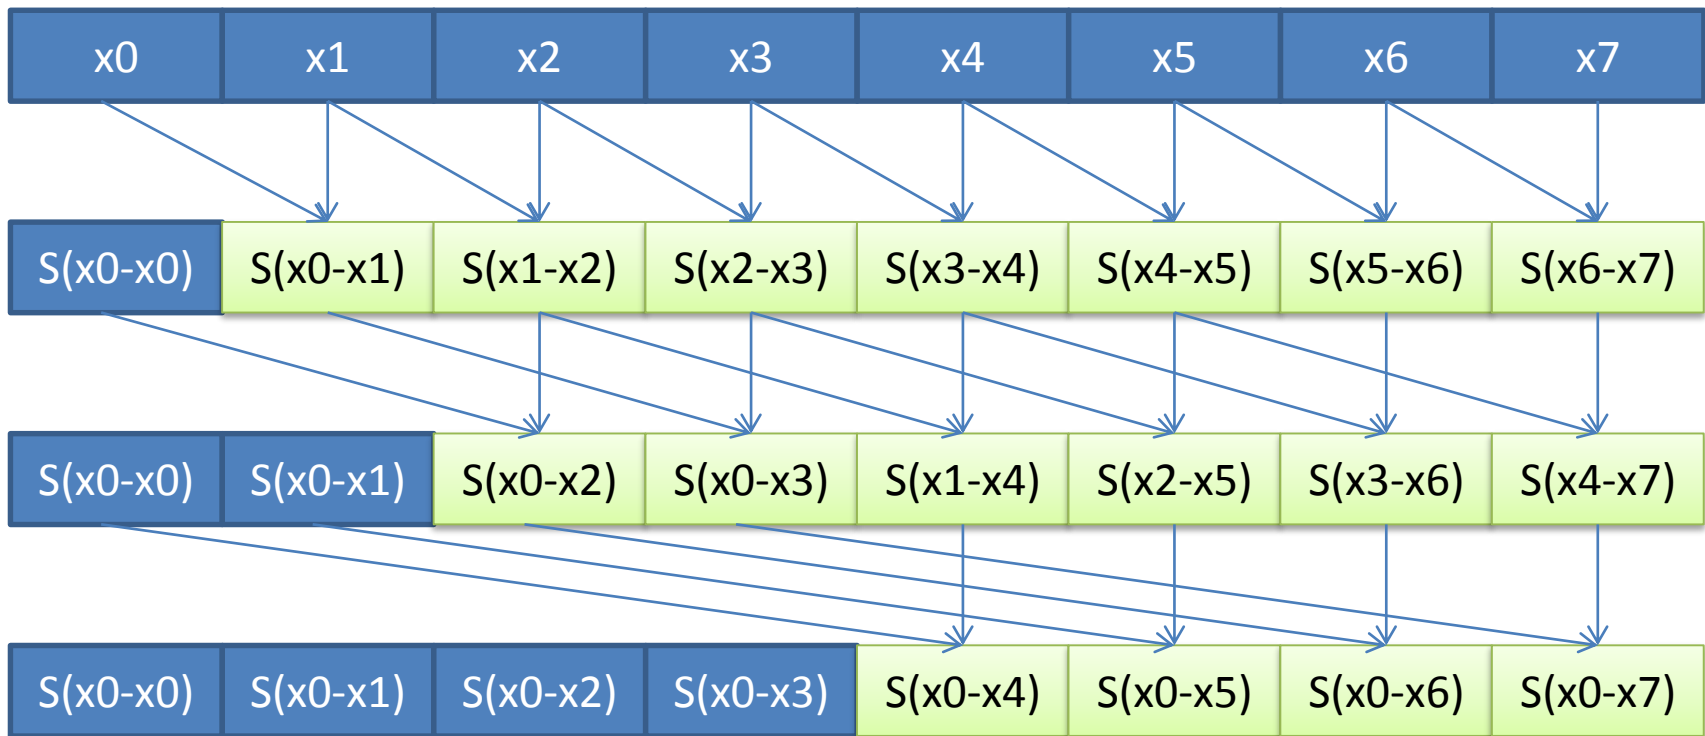 x0 x1 x2 x3 x4 x5 x6 x7
S(x0-x0) S(x0-x1) S(x1-x2) S(x2-x3) S(x3-x4) S(x4-x5) S(x5-x6) S(x6-x7)
S(x0-x0) S(x0-x1) S(x0-x2) S(x0-x3) S(x1-x4) S(x2-x5) S(x3-x6) S(x4-x7)
S(x0-x0) S(x0-x1) S(x0-x2) S(x0-x3) S(x0-x4) S(x0-x5) S(x0-x6) S(x0-x7)